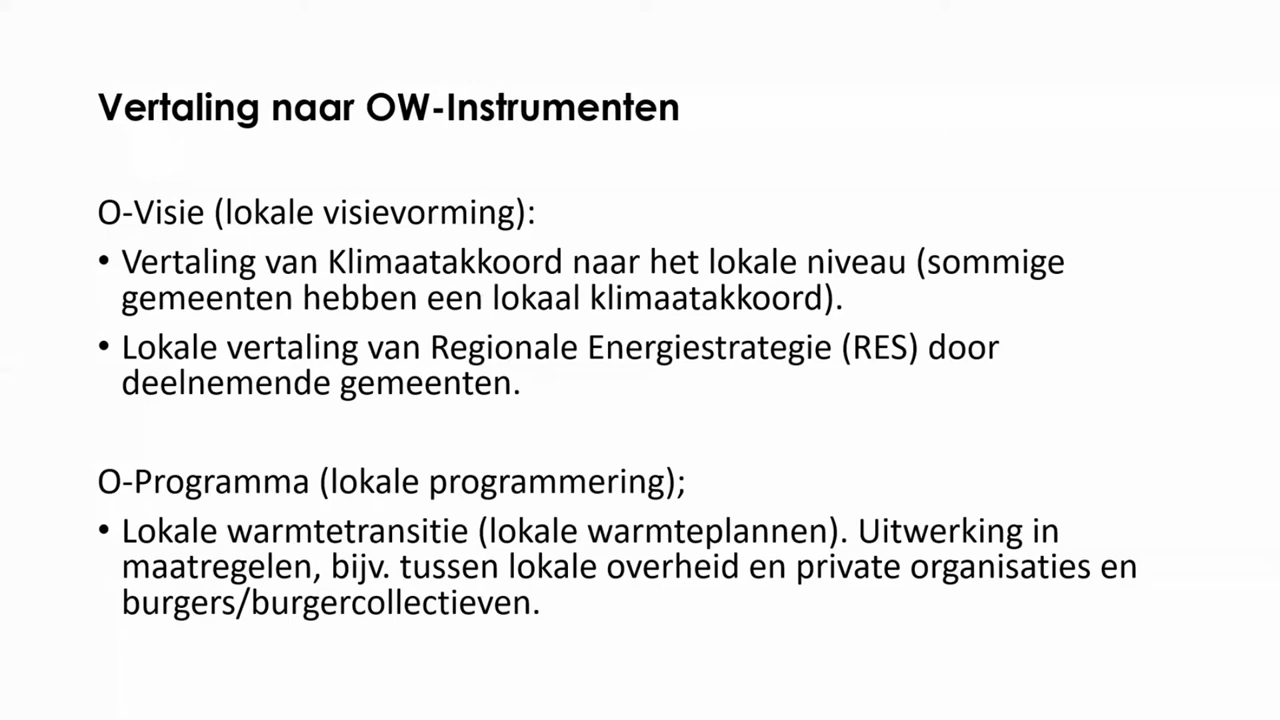 Vertaling naar OW-Instrumenten
O-Visie (lokale visievorming):
• Vertaling van Klimaatakkoord naar het lokale niveau (sommige
gemeenten hebben een lokaal klimaatakkoord).
• Lokale vertaling van Regionale Energiestrategie (RES) door
deelnemende gemeenten.
O-Programma (lokale programmering);
• Lokale warmtetransitie (lokale warmteplannen). Uitwerking in
maatregelen, bijv. tussen lokale overheid en private organisaties en
burgers/burgercollectieven.